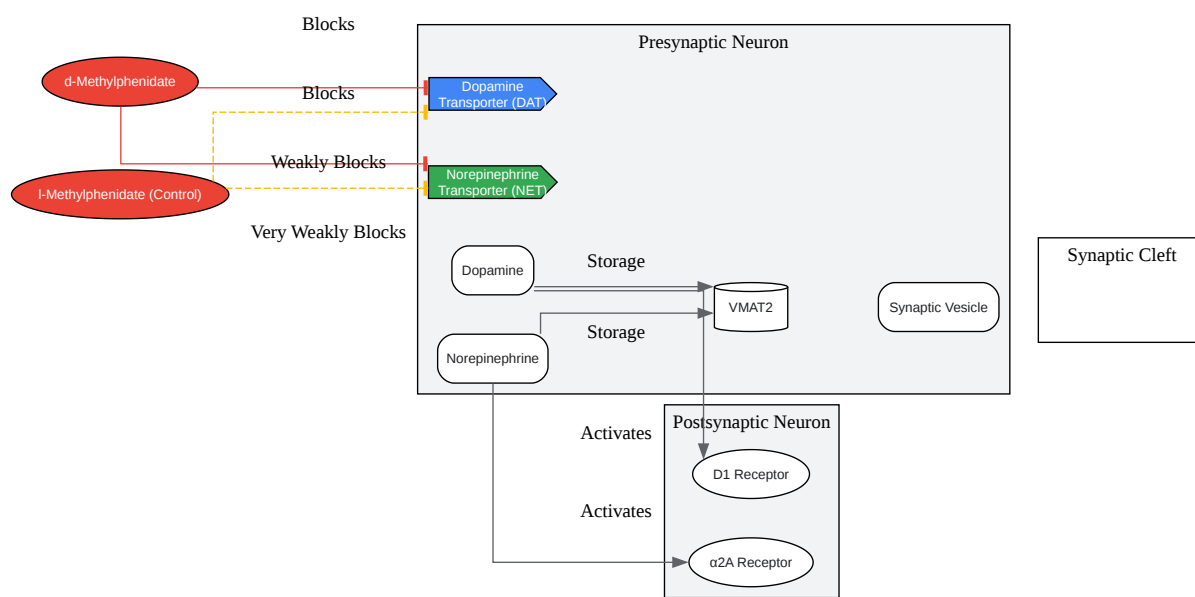 Blocks
Presynaptic Neuron
d-Methylphenidate
Dopamine
Transporter (DAT)
Blocks
Weakly Blocks
Norepinephrine
Transporter (NET)
l-Methylphenidate (Control)
Very Weakly Blocks
Synaptic Cleft
Storage
Dopamine
VMAT2
Synaptic Vesicle
Storage
Norepinephrine
Postsynaptic Neuron
Activates
D1 Receptor
Activates
α2A Receptor